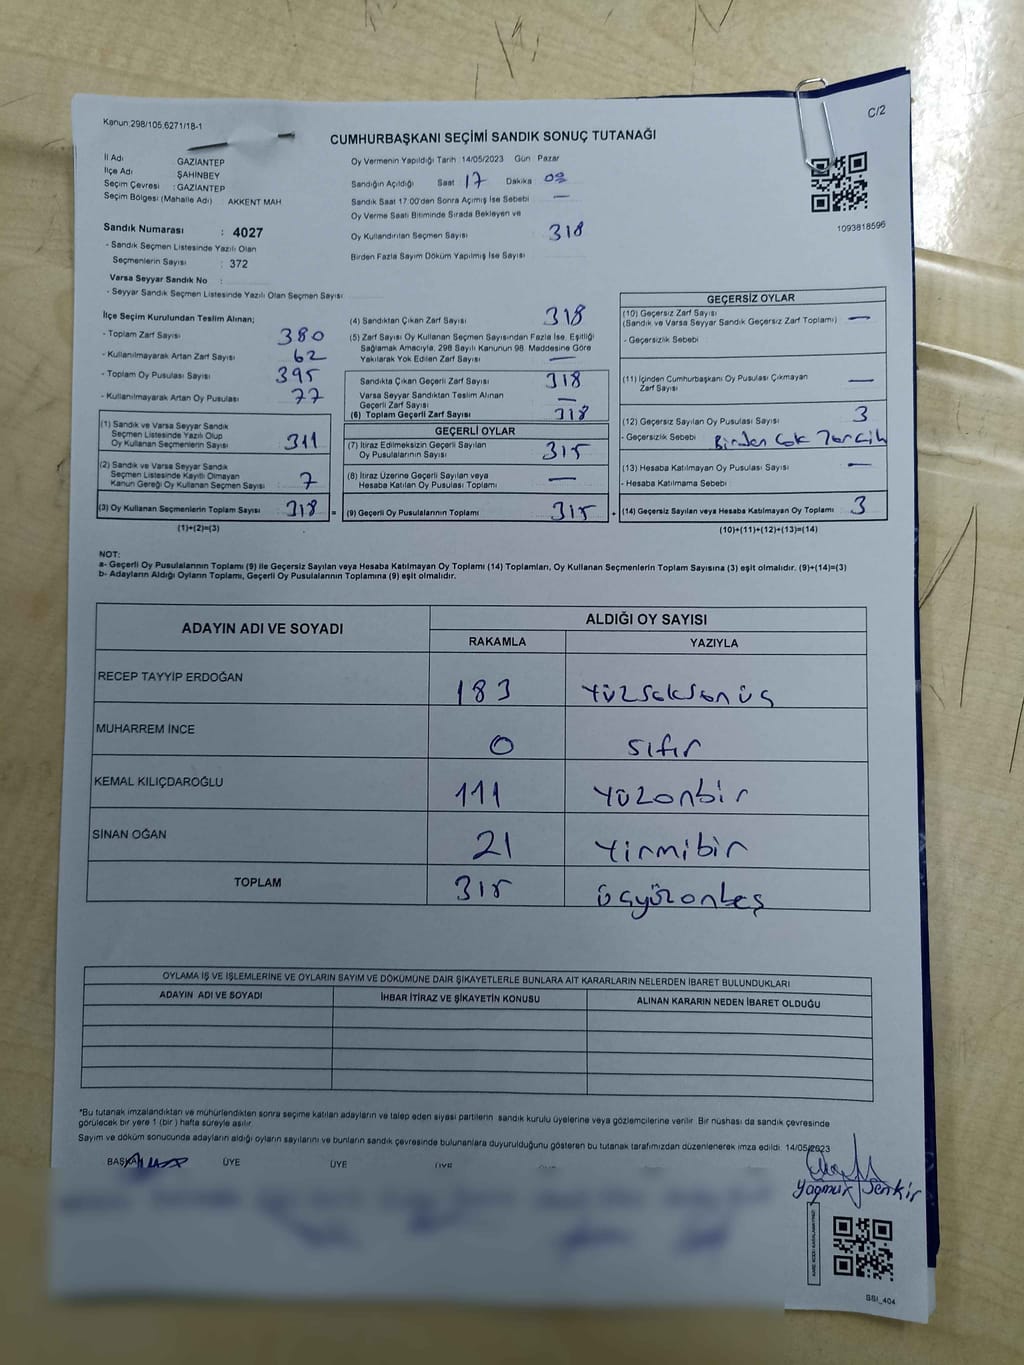 Kanun:298/105,6271/18-1
C/2
CUMHURBAŞKANI SEÇİMİ SANDIK SONUÇ TUTANAĞI
İl Adı GAZİANTEP
İlçe Adı ŞAHİNBEY
Seçim Çevresi : GAZİANTEP
Seçim Bölgesi (Mahalle Adı) AKKENT MAH
Sandık Numarası : 4027
- Sandık Seçmen Listesinde Yazılı Olan
Seçmenlerin Sayısı : 372
Varsa Seyyar Sandık No :
- Seyyar Sandık Seçmen Listesinde Yazılı Olan Seçmen Sayısı:
Oy Vermenin Yapıldığı Tarih 14/05/2023 Gün Pazar
Sandığın Açıldığı Saat 17 Dakika
Sandık Saat 17.00'den Sonra Açımış İse Sebebi —
Oy Verme Saati Bitiminde Sırada Bekleyen ve
Oy Kullandırılan Seçmen Sayısı 318
Birden Fazla Sayım Döküm Yapılmış İse Sayısı
1093818596
İlçe Seçim Kurulundan Teslim Alınan;
- Toplam Zarf Sayısı 380
- Kullanılmayarak Artan Zarf Sayısı 62
- Toplam Oy Pusulası Sayısı 395
- Kullanılmayarak Artan Oy Pusulası 77
(1) Sandık ve Varsa Seyyar Sandık
Seçmen Listesinde Yazılı Olup
Oy Kullanan Seçmenlerin Sayısı 311
(2) Sandık ve Varsa Seyyar Sandık
Seçmen Listesinde Kayıtlı Olmayan
Kanun Gereği Oy Kullanan Seçmen Sayısı 7
(3) Oy Kullanan Seçmenlerin Toplam Sayısı 318
(1)+(2)=(3)
(4) Sandıktan Çıkan Zarf Sayısı 318
(5) Zarf Sayısı Oy Kullanan Seçmen Sayısından Fazla İse, Eşitliği
Sağlamak Amacıyla, 298 Sayılı Kanunun 98. Maddesine Göre
Yakılarak Yok Edilen Zarf Sayısı —
Sandıkta Çıkan Geçerli Zarf Sayısı 318
Varsa Seyyar Sandıktan Teslim Alınan
Geçerli Zarf Sayısı —
(6) Toplam Geçerli Zarf Sayısı 318
GEÇERLİ OYLAR
(7) İtiraz Edilmeksizin Geçerli Sayılan
Oy Pusulalarının Sayısı 315
(8) İtiraz Üzerine Geçerli Sayılan veya
Hesaba Katılan Oy Pusulası Toplamı —
= (9) Geçerli Oy Pusulalarının Toplamı 315
GEÇERSİZ OYLAR
(10) Geçersiz Zarf Sayısı
(Sandık ve Varsa Seyyar Sandık Geçersiz Zarf Toplamı) —
- Geçersizlik Sebebi :
(11) İçinden Cumhurbaşkanı Oy Pusulası Çıkmayan
Zarf Sayısı —
(12) Geçersiz Sayılan Oy Pusulası Sayısı 3
- Geçersizlik Sebebi : Birden Çok Tercih
(13) Hesaba Katılmayan Oy Pusulası Sayısı —
- Hesaba Katılmama Sebebi :
(14) Geçersiz Sayılan veya Hesaba Katılmayan Oy Toplamı 3
(10)+(11)+(12)+(13)=(14)
NOT:
a- Geçerli Oy Pusulalarının Toplamı (9) ile Geçersiz Sayılan veya Hesaba Katılmayan Oy Toplamı (14) Toplamları, Oy Kullanan Seçmenlerin Toplam Sayısına (3) eşit olmalıdır. (9)+(14)=(3)
b- Adayların Aldığı Oyların Toplamı, Geçerli Oy Pusulalarının Toplamına (9) eşit olmalıdır.
ADAYIN ADI VE SOYADI ALDIĞI OY SAYISI
RAKAMLA YAZIYLA
RECEP TAYYİP ERDOĞAN 183 Yüzseksenüç
MUHARREM İNCE 0 sıfır
KEMAL KILIÇDAROĞLU 111 Yüzonbir
SİNAN OĞAN 21 Yirmibir
TOPLAM 315 üçyüzonbeş
OYLAMA İŞ VE İŞLEMLERİNE VE OYLARIN SAYIM VE DÖKÜMÜNE DAİR ŞİKAYETLERLE BUNLARA AİT KARARLARIN NELERDEN İBARET BULUNDUKLARI
ADAYIN ADI VE SOYADI İHBAR İTİRAZ VE ŞİKAYETİN KONUSU ALINAN KARARIN NEDEN İBARET OLDUĞU
*Bu tutanak imzalandıktan ve mühürlendikten sonra seçime katılan adayların ve talep eden siyasi partilerin sandık kurulu üyelerine veya gözlemcilerine verilir. Bir nüshası da sandık çevresinde
görülecek bir yere 1 (bir ) hafta süreyle asılır.
Sayım ve döküm sonucunda adayların aldığı oyların sayılarını ve bunların sandık çevresinde bulunanlara duyurulduğunu gösteren bu tutanak tarafımızdan düzenlenerek imza edildi. 14/05/2023
BAŞKAN ÜYE ÜYE ÜYE
Yağmur Şenkir
SSI_404